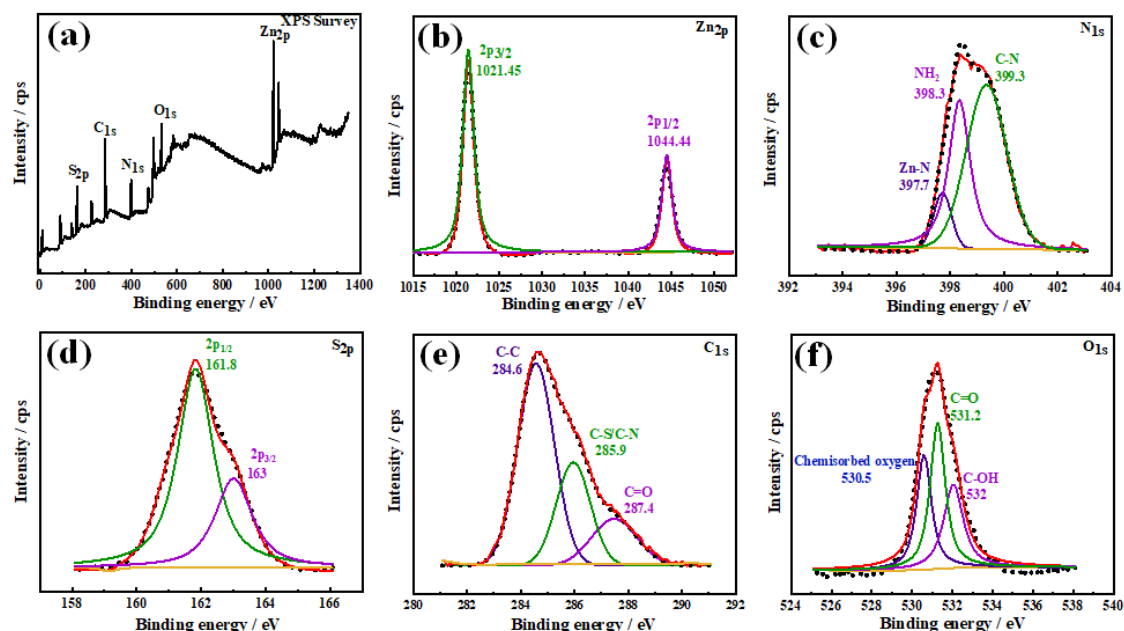 (a)
XPS Survey
Zn2p
O1s
C1s
N1s
S2p
Intensity / cps
0 200 400 600 800 1000 1200 1400
Binding energy / eV
(b)
Zn2p
2p3/2
1021.45
2p1/2
1044.44
Intensity / cps
1015 1021 1025 1030 1035 1040 1045 1050
Binding energy / eV
(c)
N1s
C-N
399.3
NH2
398.3
Zn-N
397.7
Intensity / cps
392 394 396 398 400 402 404
Binding energy / eV
(d)
S2p
2p1/2
161.8
2p3/2
163
Intensity / cps
158 160 162 164 166
Binding energy / eV
(e)
C1s
C-C
284.6
C-S/C-N
285.9
C=O
287.4
Intensity / cps
280 282 284 286 288 290 292
Binding energy / eV
(f)
O1s
C=O
531.2
Chemisorbed oxygen
530.5
C-OH
532
Intensity / cps
524 526 528 530 532 534 536 538 540
Binding energy / eV